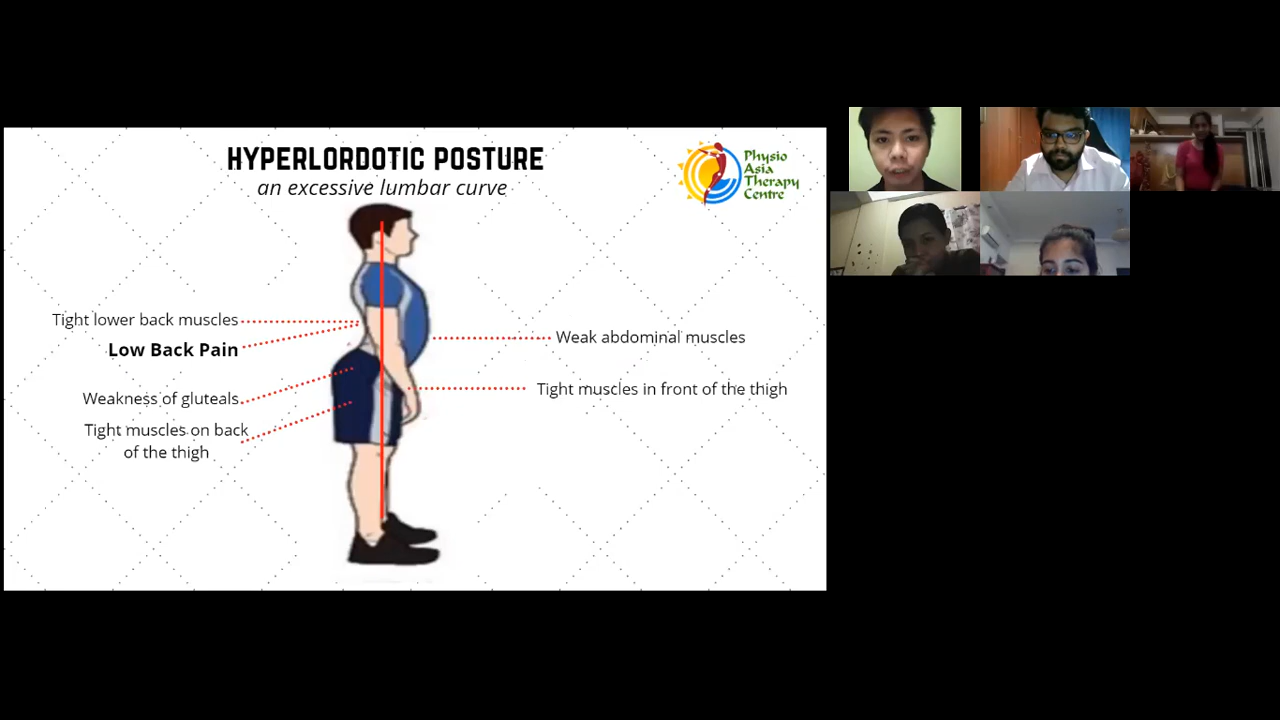 HYPERLORDOTIC POSTURE
an excessive lumbar curve
Physio
Asia
Therapy
Centre
Tight lower back muscles
Low Back Pain
Weakness of gluteals
Tight muscles on back
of the thigh
Weak abdominal muscles
Tight muscles in front of the thigh